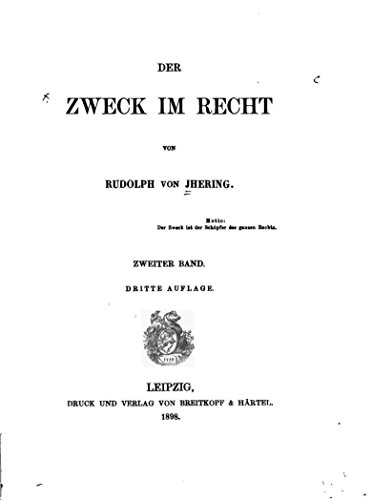 DER
ZWECK IM RECHT
VON
RUDOLPH VON JHERING.
Motto:
Der Zweck ist der Schöpfer des ganzen Rechts.
ZWEITER BAND.
DRITTE AUFLAGE.
LEIPZIG,
DRUCK UND VERLAG VON BREITKOPF & HÄRTEL.
1898.